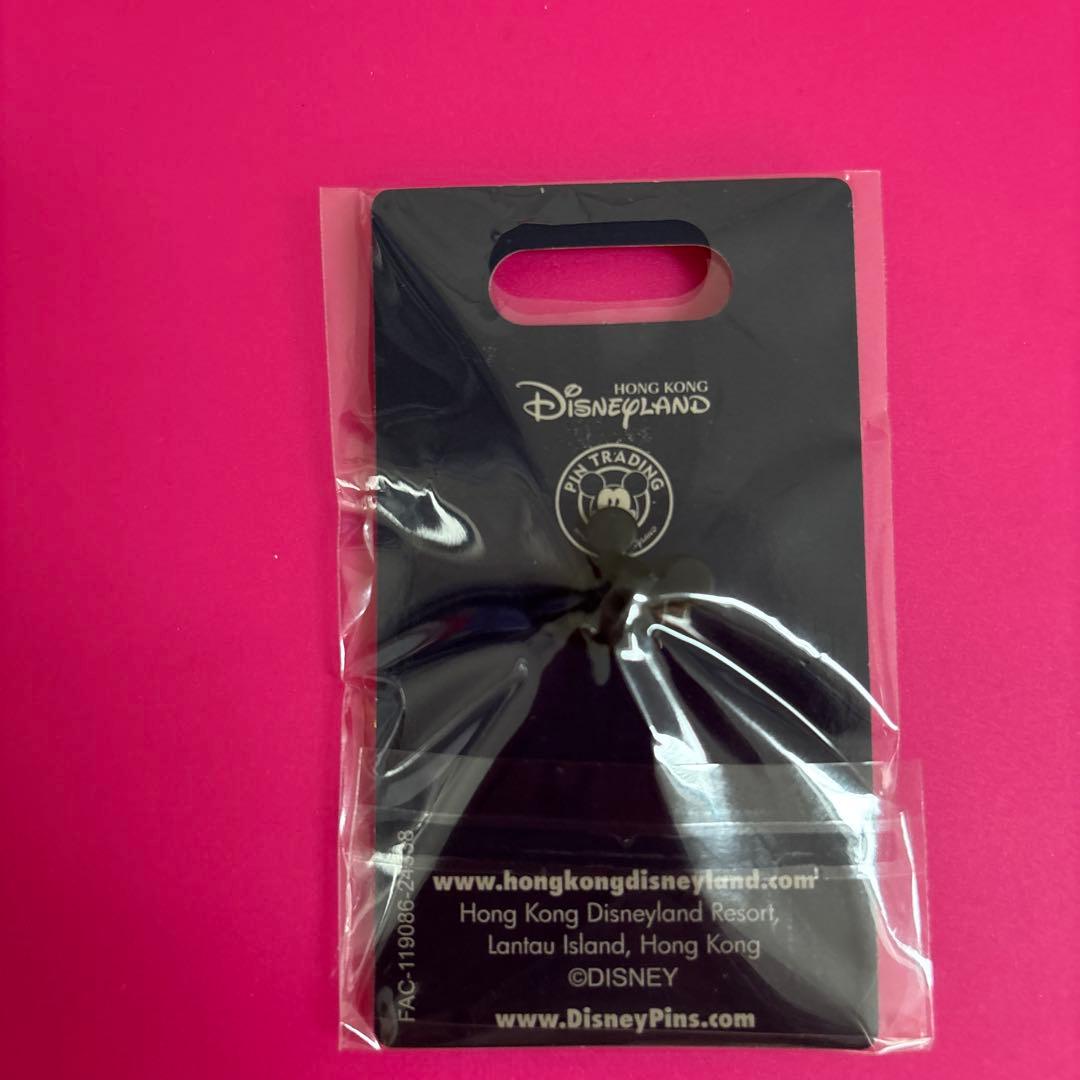 HONG KONG
DISNEYLAND
PIN TRADING
www.hongkongdisneyland.com
Hong Kong Disneyland Resort,
Lantau Island, Hong Kong
©DISNEY
www.DisneyPins.com